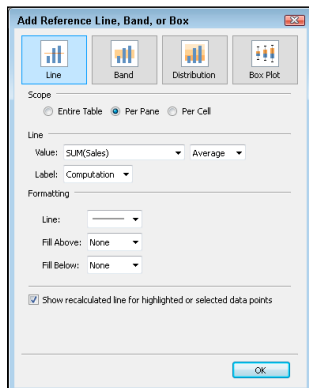 Add Reference Line, Band, or Box
Line
Band
Distribution
Box Plot
Scope
Entire Table
Per Pane
Per Cell
Line
Value: SUM(Sales) Average
Label: Computation
Formatting
Line:
Fill Above: None
Fill Below: None
Show recalculated line for highlighted or selected data points
OK